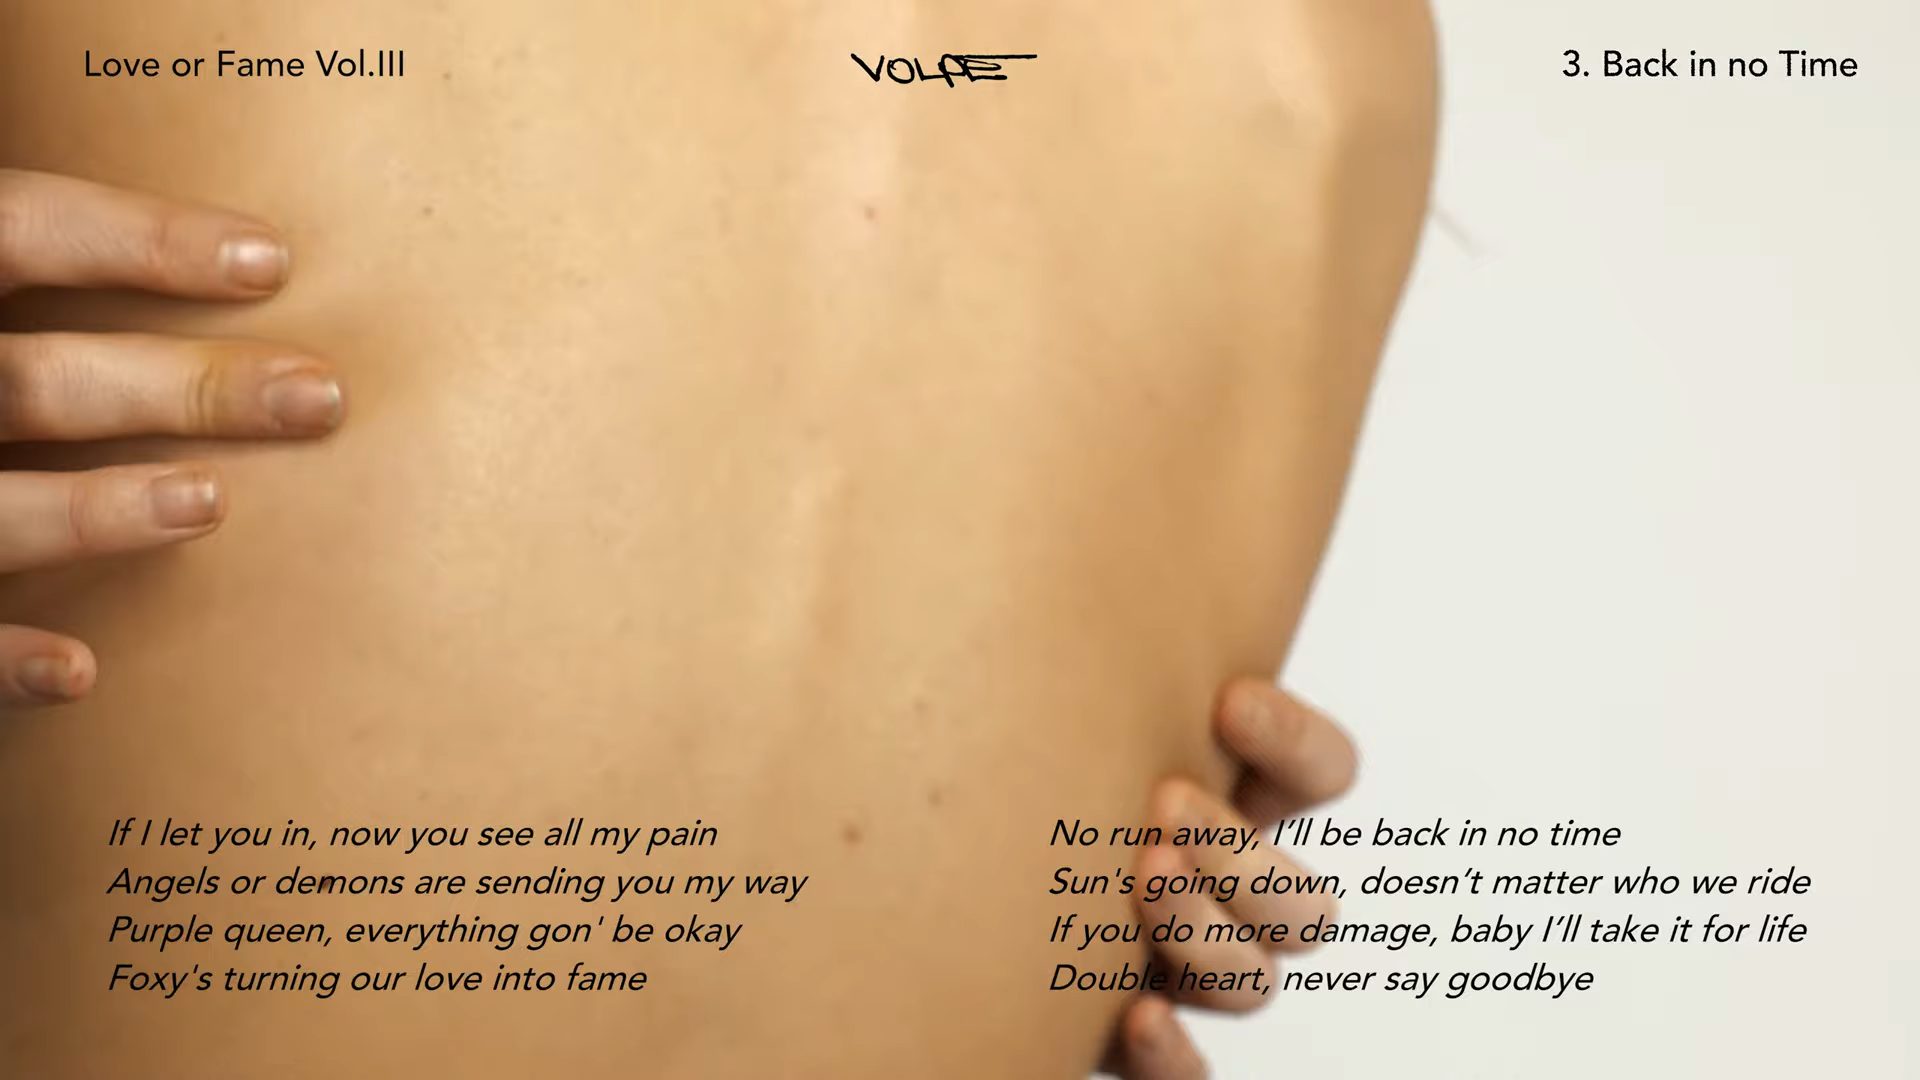 Love or Fame Vol.III
VOLPE
3. Back in no Time
If I let you in, now you see all my pain
Angels or demons are sending you my way
Purple queen, everything gon' be okay
Foxy's turning our love into fame
No run away, I’ll be back in no time
Sun's going down, doesn’t matter who we ride
If you do more damage, baby I’ll take it for life
Double heart, never say goodbye